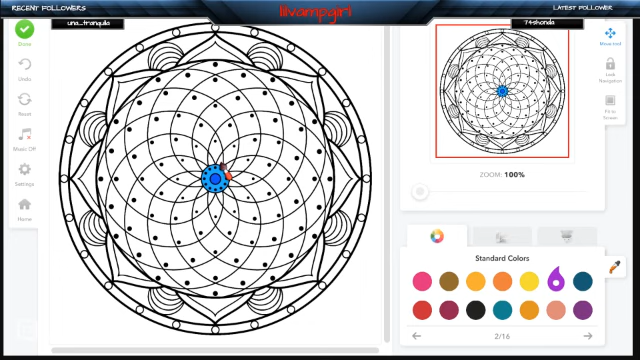 RECENT FOLLOWERS
lilvampgirl
LATEST FOLLOWER
una_tranquila
74shonda
Done
Undo
Reset
Music Off
Settings
Home
Move tool
Lock
Navigation
Fit to
Screen
ZOOM: 100%
Standard Colors
2/16